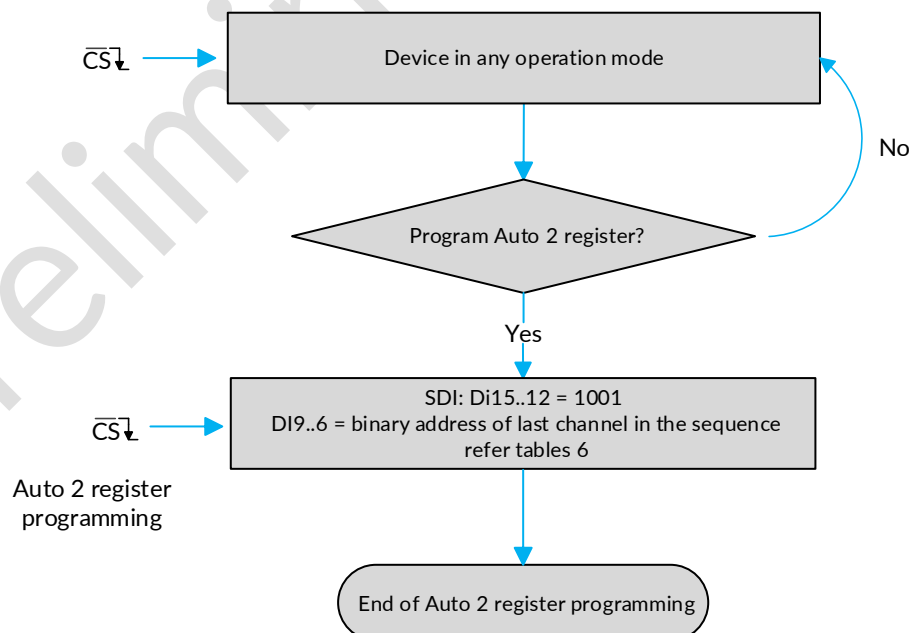 CS
Device in any operation mode
No
Program Auto 2 register?
Yes
CS
SDI: Di15..12 = 1001
DI9..6 = binary address of last channel in the sequence
refer tables 6
Auto 2 register
programming
End of Auto 2 register programming